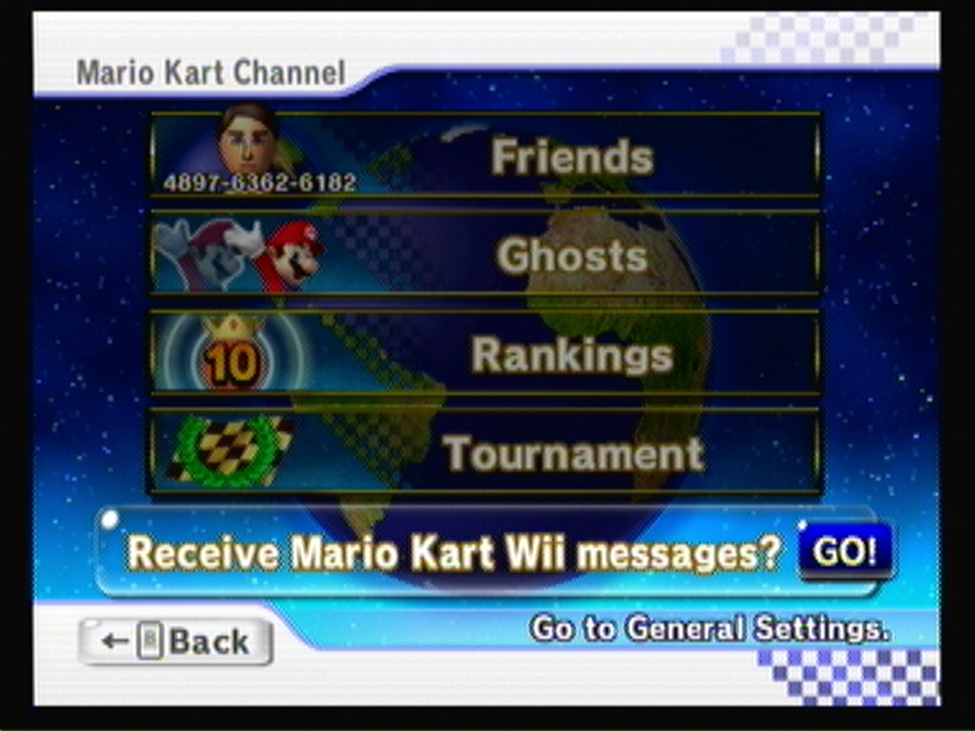 Mario Kart Channel
4897-6362-6182
Friends
Ghosts
10
Rankings
Tournament
Receive Mario Kart Wii messages? GO!
Go to General Settings.
← B Back